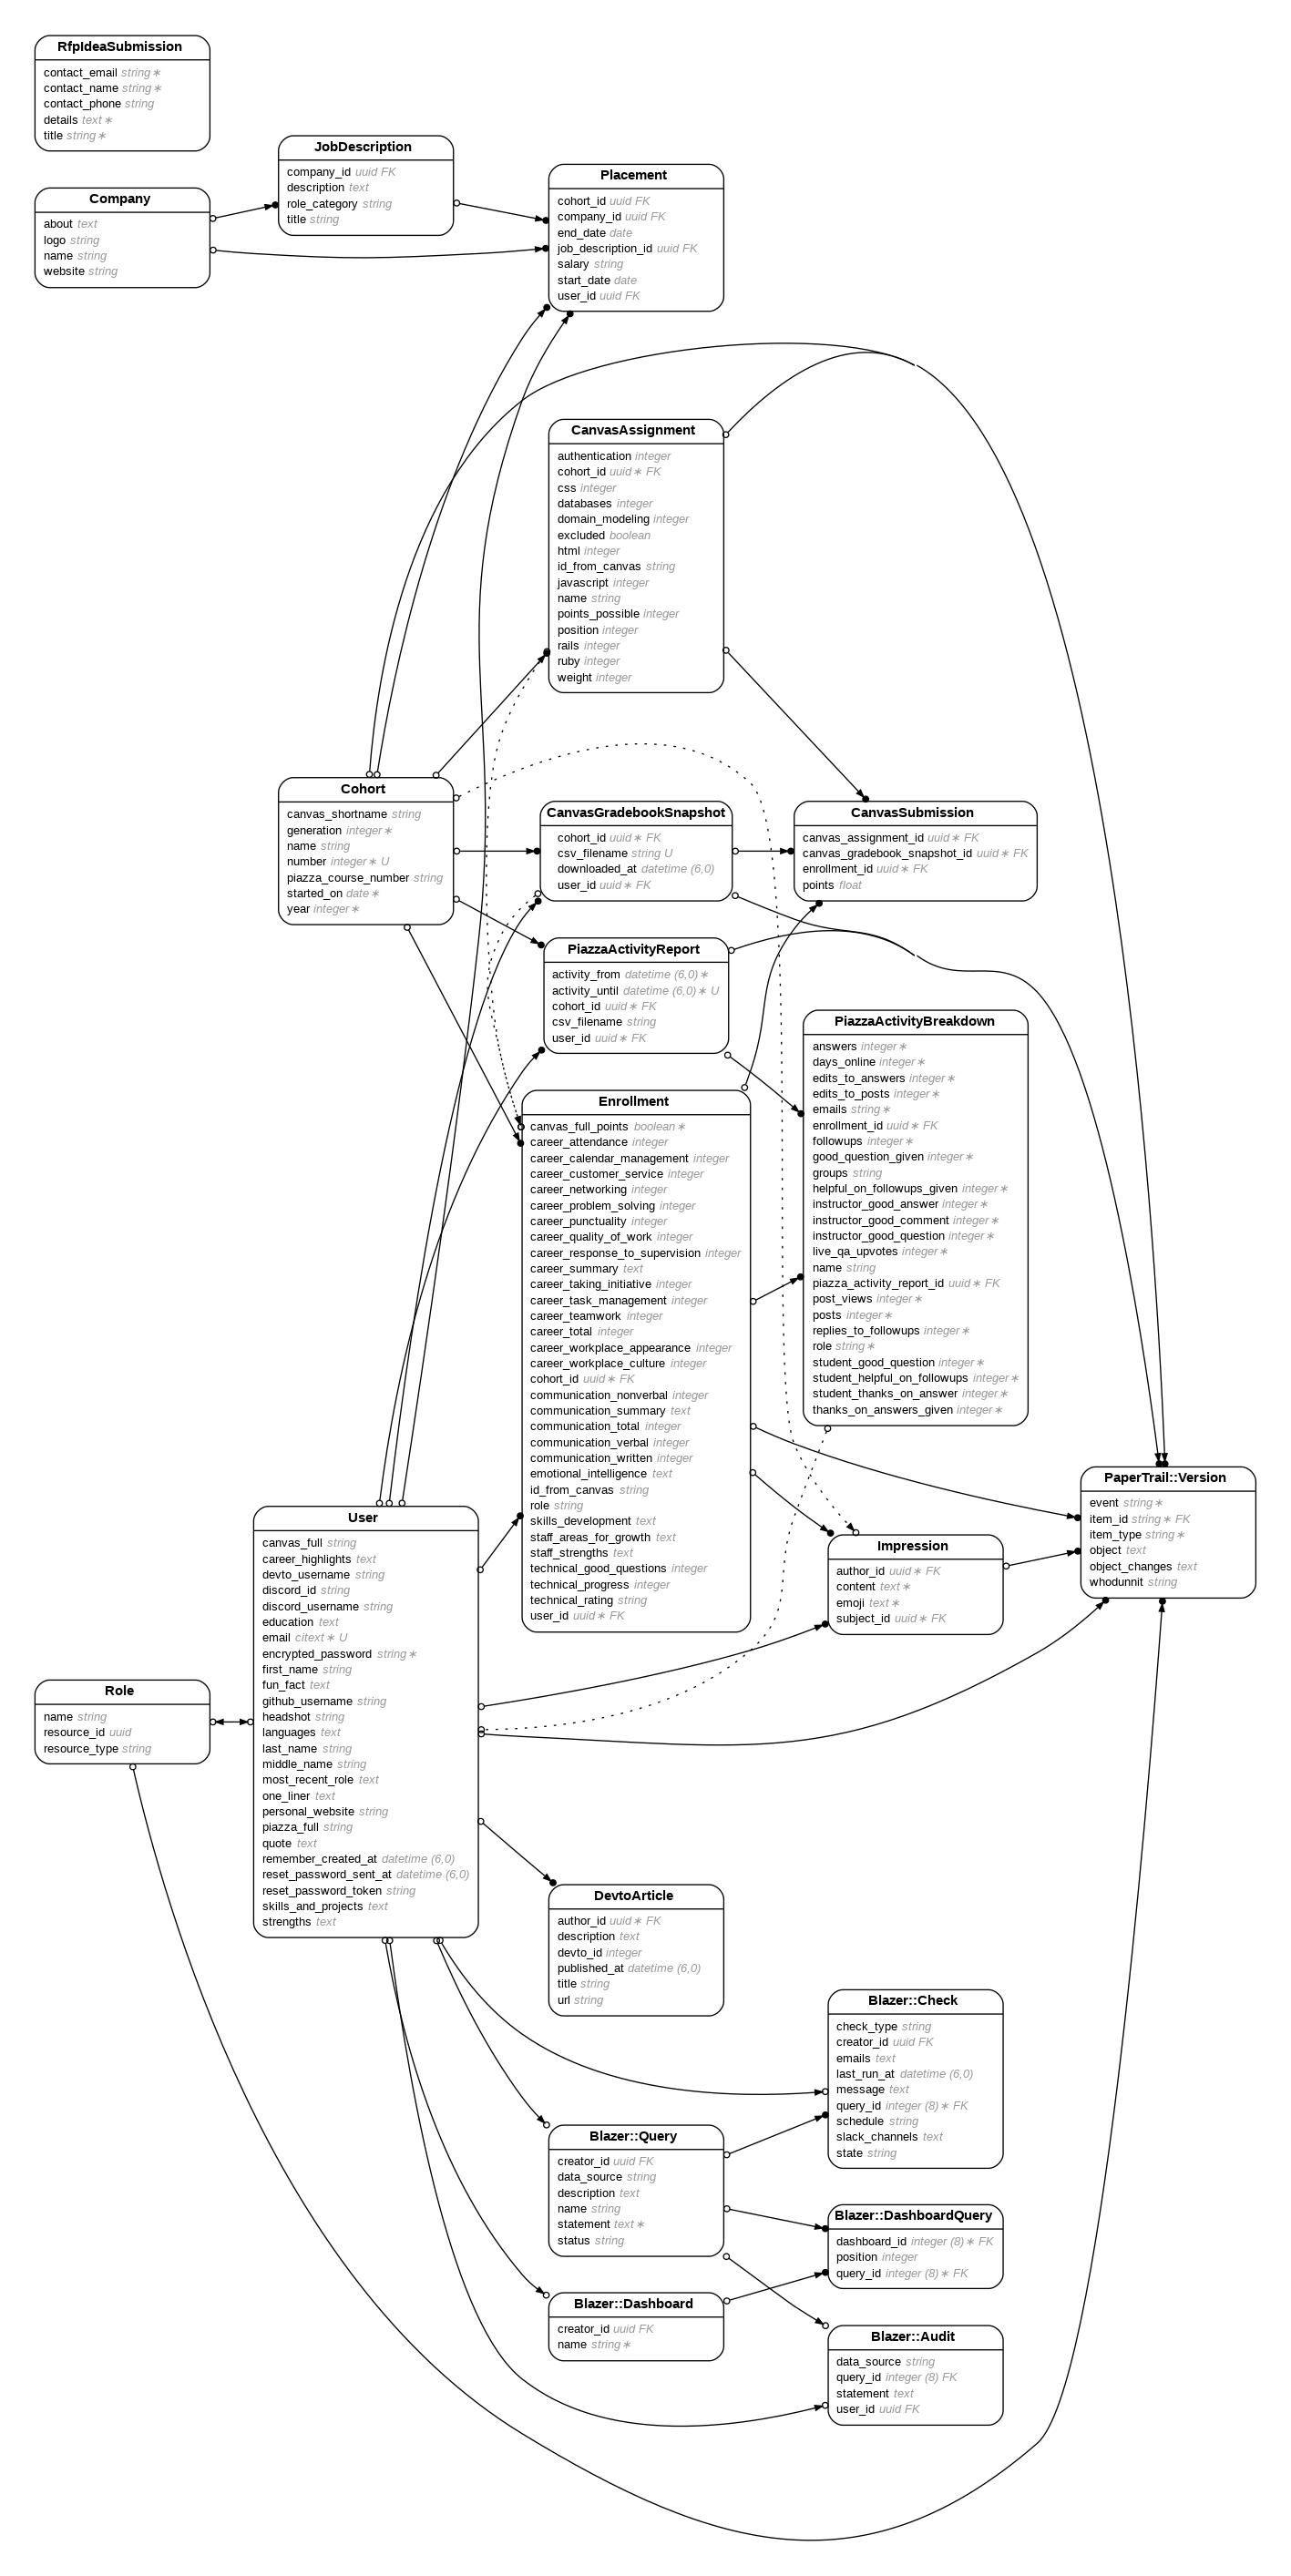 RfpIdeaSubmission
contact_email string∗
contact_name string∗
contact_phone string
details text∗
title string∗
Company
about text
logo string
name string
website string
JobDescription
company_id uuid FK
description text
role_category string
title string
Placement
cohort_id uuid FK
company_id uuid FK
end_date date
job_description_id uuid FK
salary string
start_date date
user_id uuid FK
CanvasAssignment
authentication integer
cohort_id uuid∗ FK
css integer
databases integer
domain_modeling integer
excluded boolean
html integer
id_from_canvas string
javascript integer
name string
points_possible integer
position integer
rails integer
ruby integer
weight integer
Cohort
canvas_shortname string
generation integer∗
name string
number integer∗ U
piazza_course_number string
started_on date∗
year integer∗
CanvasGradebookSnapshot
cohort_id uuid∗ FK
csv_filename string U
downloaded_at datetime (6,0)
user_id uuid∗ FK
CanvasSubmission
canvas_assignment_id uuid∗ FK
canvas_gradebook_snapshot_id uuid∗ FK
enrollment_id uuid∗ FK
points float
PiazzaActivityReport
activity_from datetime (6,0)∗
activity_until datetime (6,0)∗ U
cohort_id uuid∗ FK
csv_filename string
user_id uuid∗ FK
PiazzaActivityBreakdown
answers integer∗
days_online integer∗
edits_to_answers integer∗
edits_to_posts integer∗
emails string∗
enrollment_id uuid∗ FK
followups integer∗
good_question_given integer∗
groups string
helpful_on_followups_given integer∗
instructor_good_answer integer∗
instructor_good_comment integer∗
instructor_good_question integer∗
live_qa_upvotes integer∗
name string
piazza_activity_report_id uuid∗ FK
post_views integer∗
posts integer∗
replies_to_followups integer∗
role string∗
student_good_question integer∗
student_helpful_on_followups integer∗
student_thanks_on_answer integer∗
thanks_on_answers_given integer∗
Enrollment
canvas_full_points boolean∗
career_attendance integer
career_calendar_management integer
career_customer_service integer
career_networking integer
career_problem_solving integer
career_punctuality integer
career_quality_of_work integer
career_response_to_supervision integer
career_summary text
career_taking_initiative integer
career_task_management integer
career_teamwork integer
career_total integer
career_workplace_appearance integer
career_workplace_culture integer
cohort_id uuid∗ FK
communication_nonverbal integer
communication_summary text
communication_total integer
communication_verbal integer
communication_written integer
emotional_intelligence text
id_from_canvas string
role string
skills_development text
staff_areas_for_growth text
staff_strengths text
technical_good_questions integer
technical_progress integer
technical_rating string
user_id uuid∗ FK
PaperTrail::Version
event string∗
item_id string∗ FK
item_type string∗
object text
object_changes text
whodunnit string
Impression
author_id uuid∗ FK
content text∗
emoji text∗
subject_id uuid∗ FK
User
canvas_full string
career_highlights text
devto_username string
discord_id string
discord_username string
education text
email citext∗ U
encrypted_password string∗
first_name string
fun_fact text
github_username string
headshot string
languages text
last_name string
middle_name string
most_recent_role text
one_liner text
personal_website string
piazza_full string
quote text
remember_created_at datetime (6,0)
reset_password_sent_at datetime (6,0)
reset_password_token string
skills_and_projects text
strengths text
Role
name string
resource_id uuid
resource_type string
DevtoArticle
author_id uuid∗ FK
description text
devto_id integer
published_at datetime (6,0)
title string
url string
Blazer::Check
check_type string
creator_id uuid FK
emails text
last_run_at datetime (6,0)
message text
query_id integer (8)∗ FK
schedule string
slack_channels text
state string
Blazer::Query
creator_id uuid FK
data_source string
description text
name string
statement text∗
status string
Blazer::DashboardQuery
dashboard_id integer (8)∗ FK
position integer
query_id integer (8)∗ FK
Blazer::Dashboard
creator_id uuid FK
name string∗
Blazer::Audit
data_source string
query_id integer (8) FK
statement text
user_id uuid FK